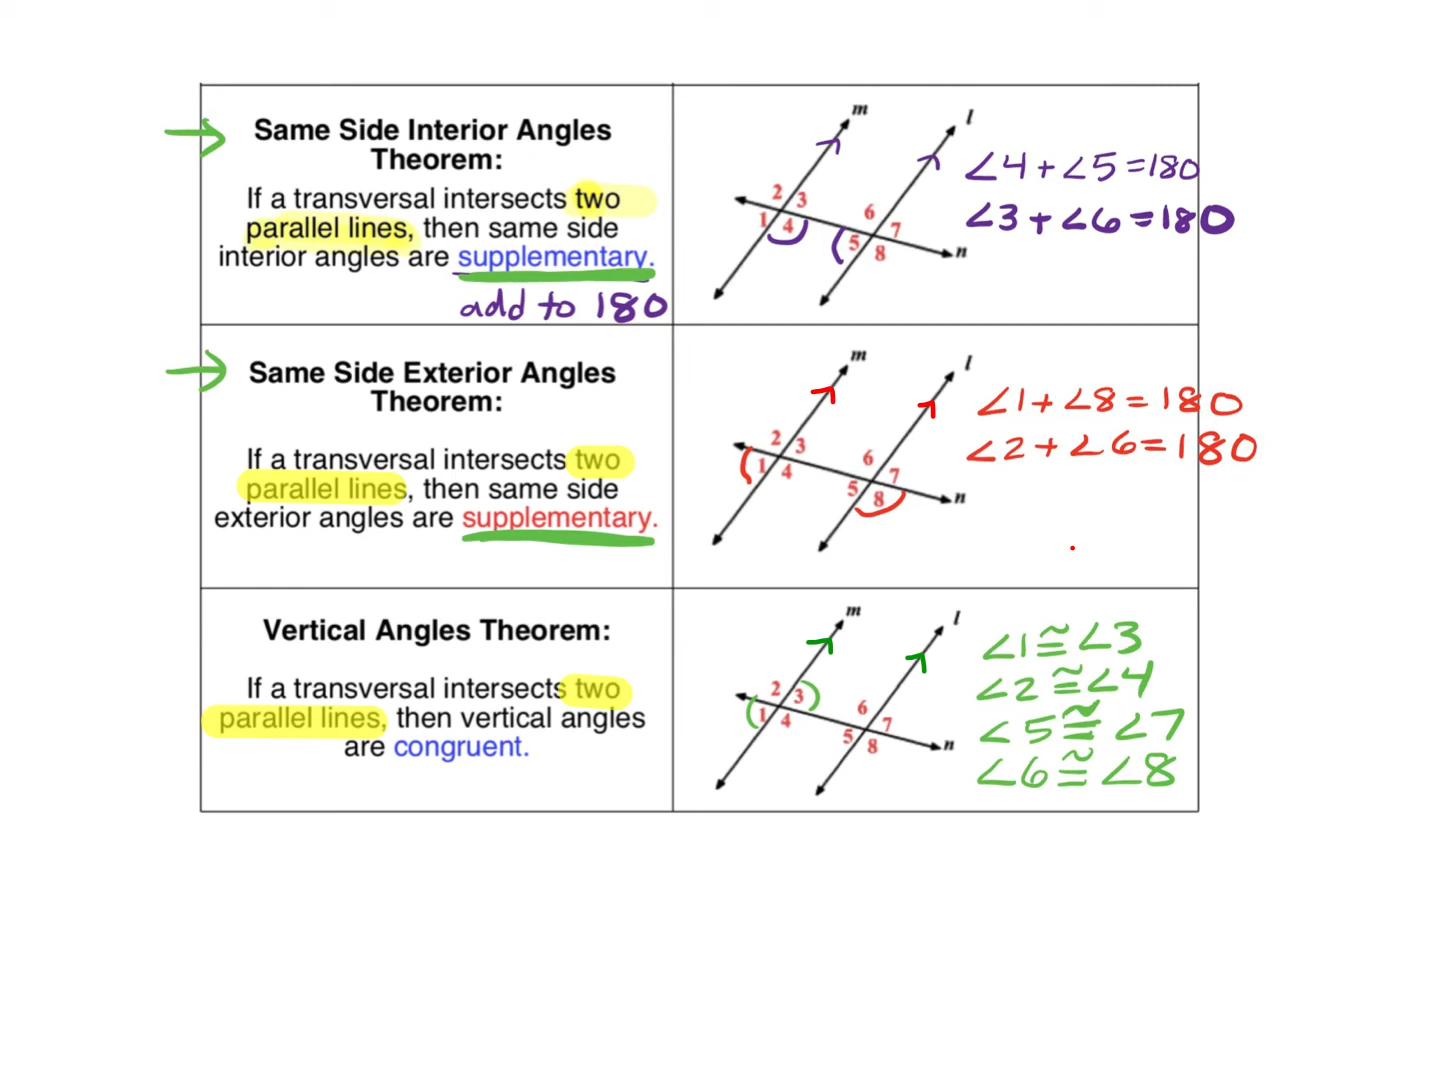 Same Side Interior Angles
Theorem:
If a transversal intersects two
parallel lines, then same side
interior angles are supplementary.
add to 180
m
l
2 3
1 4
6 7
5 8
n
∠4 + ∠5 = 180
∠3 + ∠6 = 180
Same Side Exterior Angles
Theorem:
If a transversal intersects two
parallel lines, then same side
exterior angles are supplementary.
m
l
2 3
1 4
6 7
5 8
n
∠1 + ∠8 = 180
∠2 + ∠6 = 180
Vertical Angles Theorem:
If a transversal intersects two
parallel lines, then vertical angles
are congruent.
m
l
2 3
1 4
6 7
5 8
n
∠1 ≅ ∠3
∠2 ≅ ∠4
∠5 ≅ ∠7
∠6 ≅ ∠8